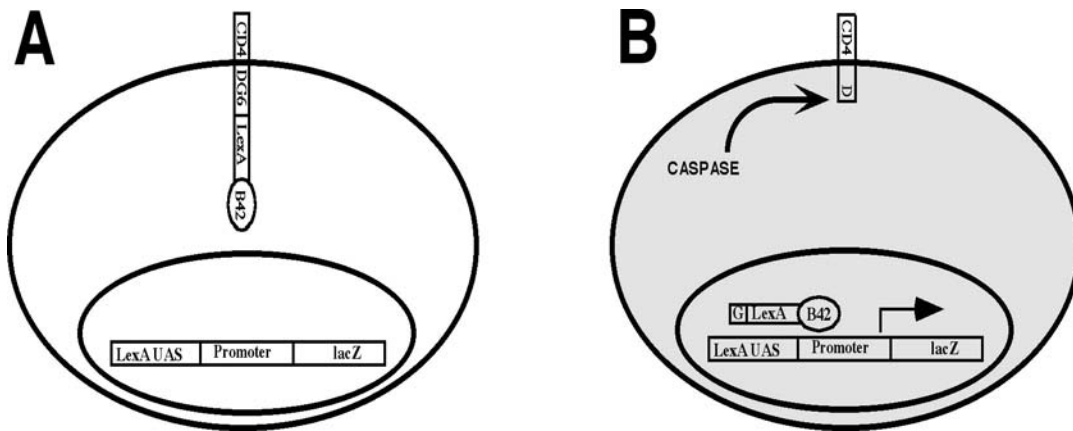 A
CD4 DG6 LexA
B42
LexA UAS Promoter lacZ
B
CD4 D
CASPASE
G LexA B42
LexA UAS Promoter lacZ